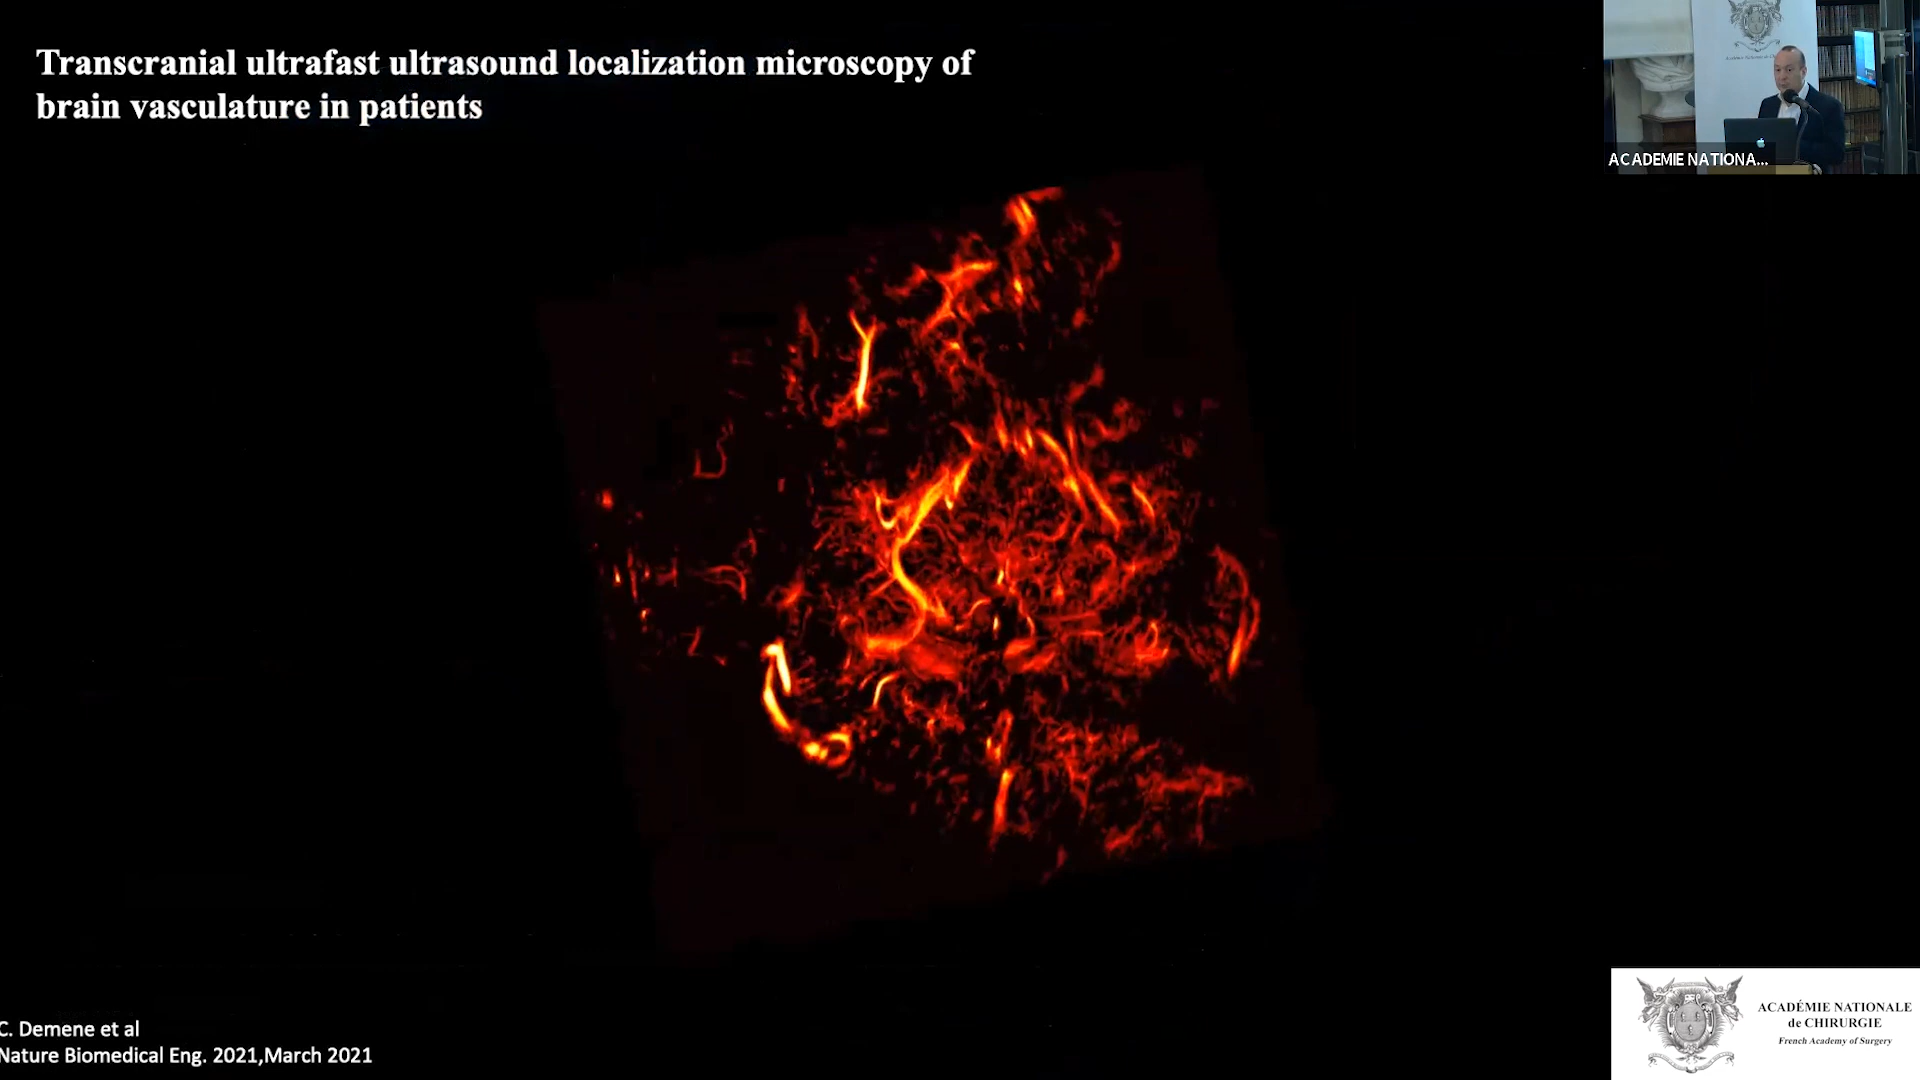 Transcranial ultrafast ultrasound localization microscopy of
brain vasculature in patients
ACADEMIE NATIONA...
C. Demene et al
Nature Biomedical Eng. 2021,March 2021
ACADÉMIE NATIONALE
de CHIRURGIE
French Academy of Surgery